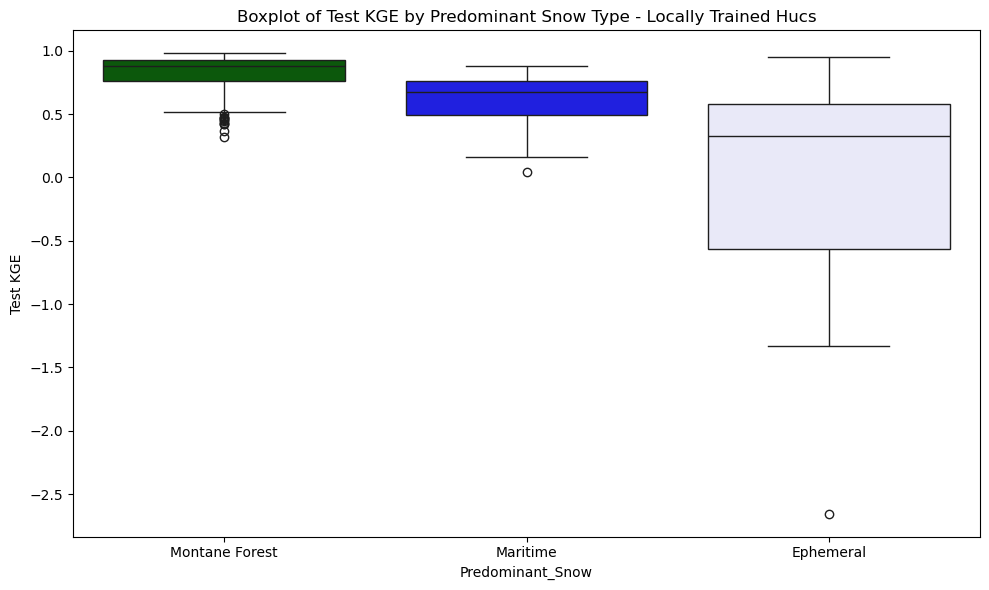 Boxplot of Test KGE by Predominant Snow Type - Locally Trained Hucs
Test KGE
1.0
0.5
0.0
−0.5
−1.0
−1.5
−2.0
−2.5
Montane Forest
Maritime
Ephemeral
Predominant_Snow